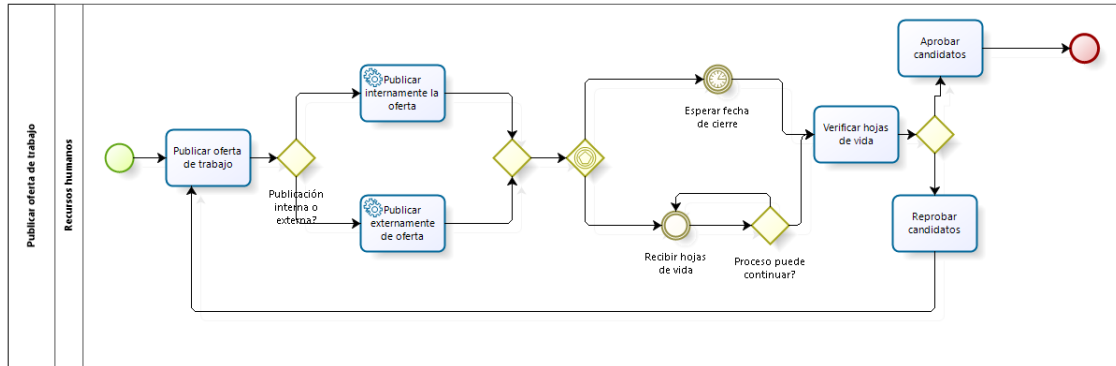 Publicar oferta de trabajo
Recursos humanos
Publicar oferta
de trabajo
Publicación
interna o
externa?
Publicar
internamente la
oferta
Publicar
externamente
de oferta
Esperar fecha
de cierre
Recibir hojas
de vida
Proceso puede
continuar?
Verificar hojas
de vida
Aprobar
candidatos
Reprobar
candidatos